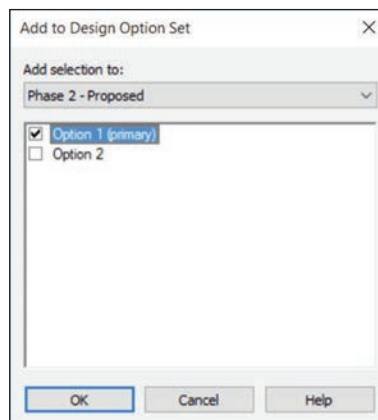 Add to Design Option Set
Add selection to:
Phase 2 - Proposed
Option 1 (primary)
Option 2
OK
Cancel
Help